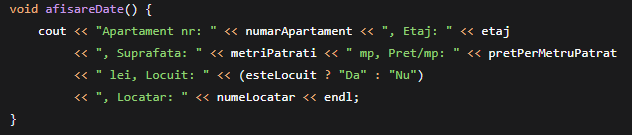 void afisareDate() {
    cout << "Apartament nr: " << numarApartament << ", Etaj: " << etaj
         << ", Suprafata: " << metriPatrati << " mp, Pret/mp: " << pretPerMetruPatrat
         << " lei, Locuit: " << (esteLocuit ? "Da" : "Nu")
         << ", Locatar: " << numeLocatar << endl;
}